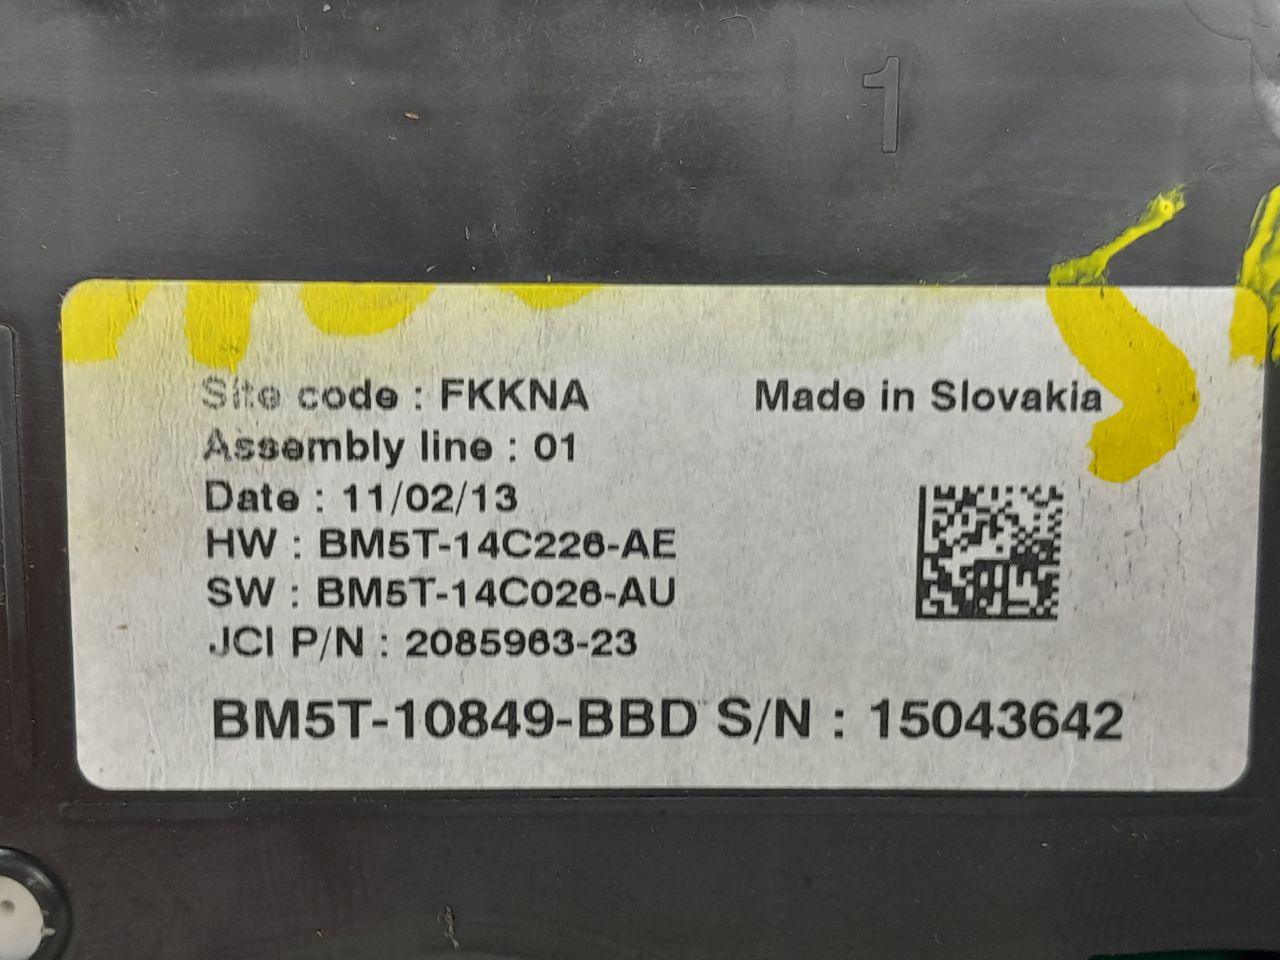 1
Site code : FKKNA
Made in Slovakia
Assembly line : 01
Date : 11/02/13
HW : BM5T-14C226-AE
SW : BM5T-14C026-AU
JCI P/N : 2085963-23
BM5T-10849-BBD S/N : 15043642